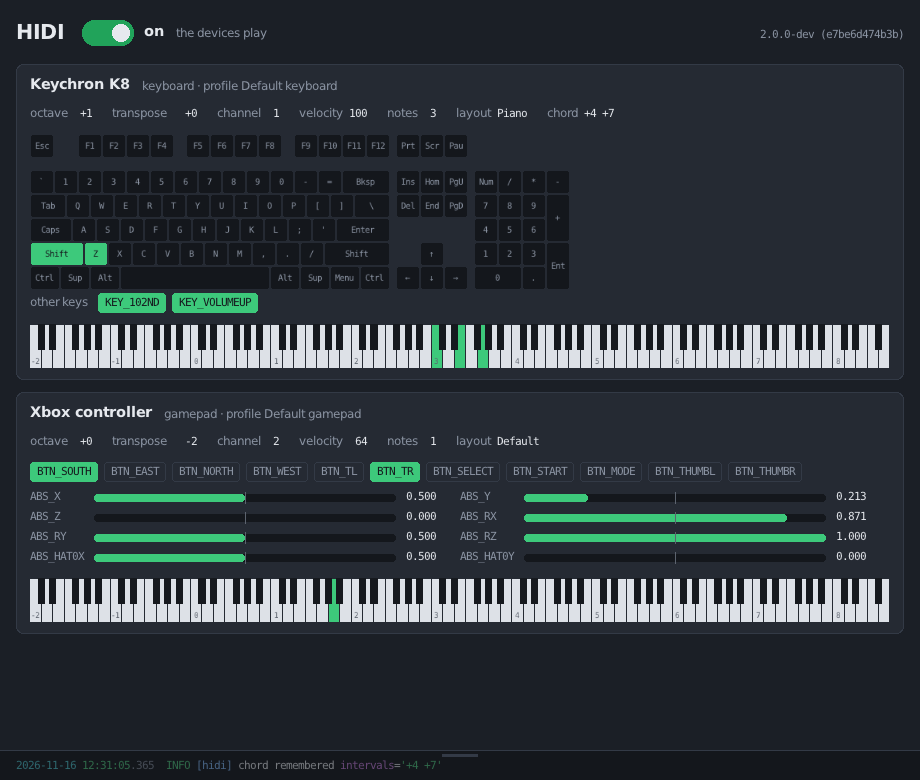 HIDI on the devices play 2.0.0-dev (e7be6d474b3b)
Keychron K8 keyboard · profile Default keyboard
octave +1 transpose +0 channel 1 velocity 100 notes 3 layout Piano chord +4 +7
Esc F1 F2 F3 F4 F5 F6 F7 F8 F9 F10 F11 F12 Prt Scr Pau
` 1 2 3 4 5 6 7 8 9 0 - = Bksp Ins Hom PgU Num / * -
Tab Q W E R T Y U I O P [ ] \ Del End PgD 7 8 9 +
Caps A S D F G H J K L ; ' Enter 4 5 6
Shift Z X C V B N M , . / Shift ↑ 1 2 3 Ent
Ctrl Sup Alt Alt Sup Menu Ctrl ← ↓ → 0 .
other keys KEY_102ND KEY_VOLUMEUP
-2 -1 0 1 2 3 4 5 6 7 8
Xbox controller gamepad · profile Default gamepad
octave +0 transpose -2 channel 2 velocity 64 notes 1 layout Default
BTN_SOUTH BTN_EAST BTN_NORTH BTN_WEST BTN_TL BTN_TR BTN_SELECT BTN_START BTN_MODE BTN_THUMBL BTN_THUMBR
ABS_X 0.500 ABS_Y 0.213
ABS_Z 0.000 ABS_RX 0.871
ABS_RY 0.500 ABS_RZ 1.000
ABS_HAT0X 0.500 ABS_HAT0Y 0.000
-2 -1 0 1 2 3 4 5 6 7 8
2026-11-16 12:31:05.365 INFO [hidi] chord remembered intervals='+4 +7'